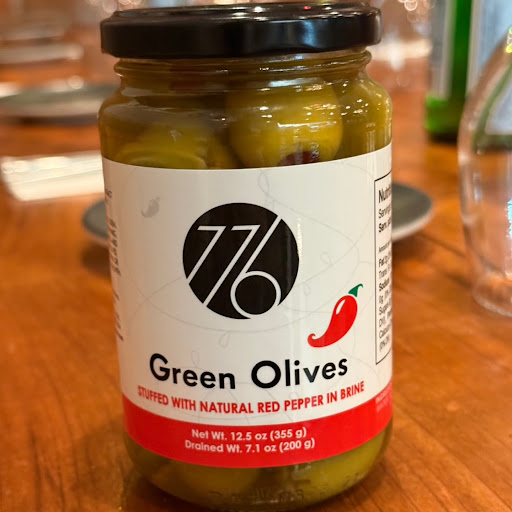 776
Green Olives
STUFFED WITH NATURAL RED PEPPER IN BRINE
Net Wt. 12.5 oz (355 g)
Drained Wt. 7.1 oz (200 g)